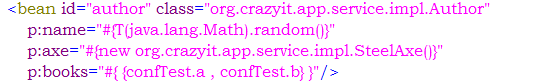 <bean id="author" class="org.crazyit.app.service.impl.Author"
p:name="#{T(java.lang.Math).random()}"
p:axe="#{new org.crazyit.app.service.impl.SteelAxe()}"
p:books="#{ {confTest.a , confTest.b} }"/>